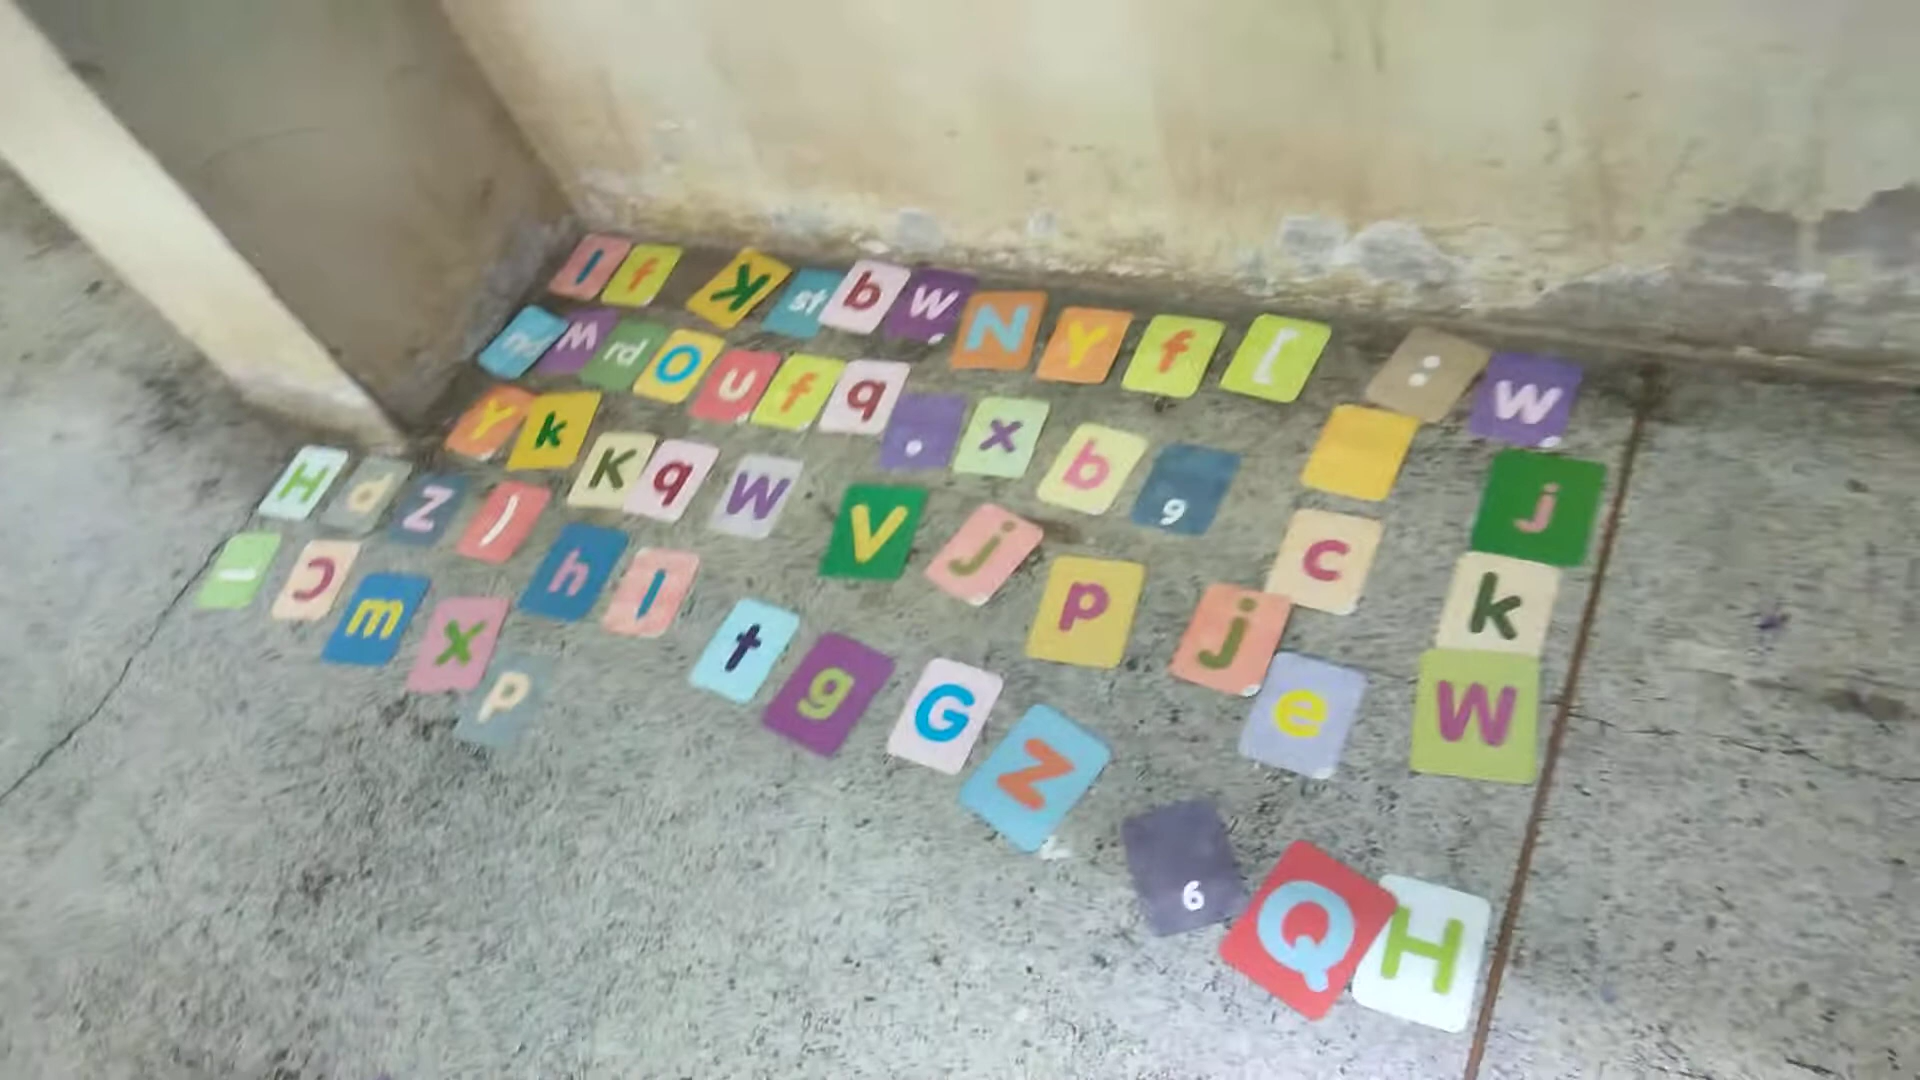 l f k st b w N Y f [ : w
nd M rd O u f q . x b 9 j
Y k K q W V j p c k
H d Z ) h l t g G Z j e W
- C m x p 6 Q H